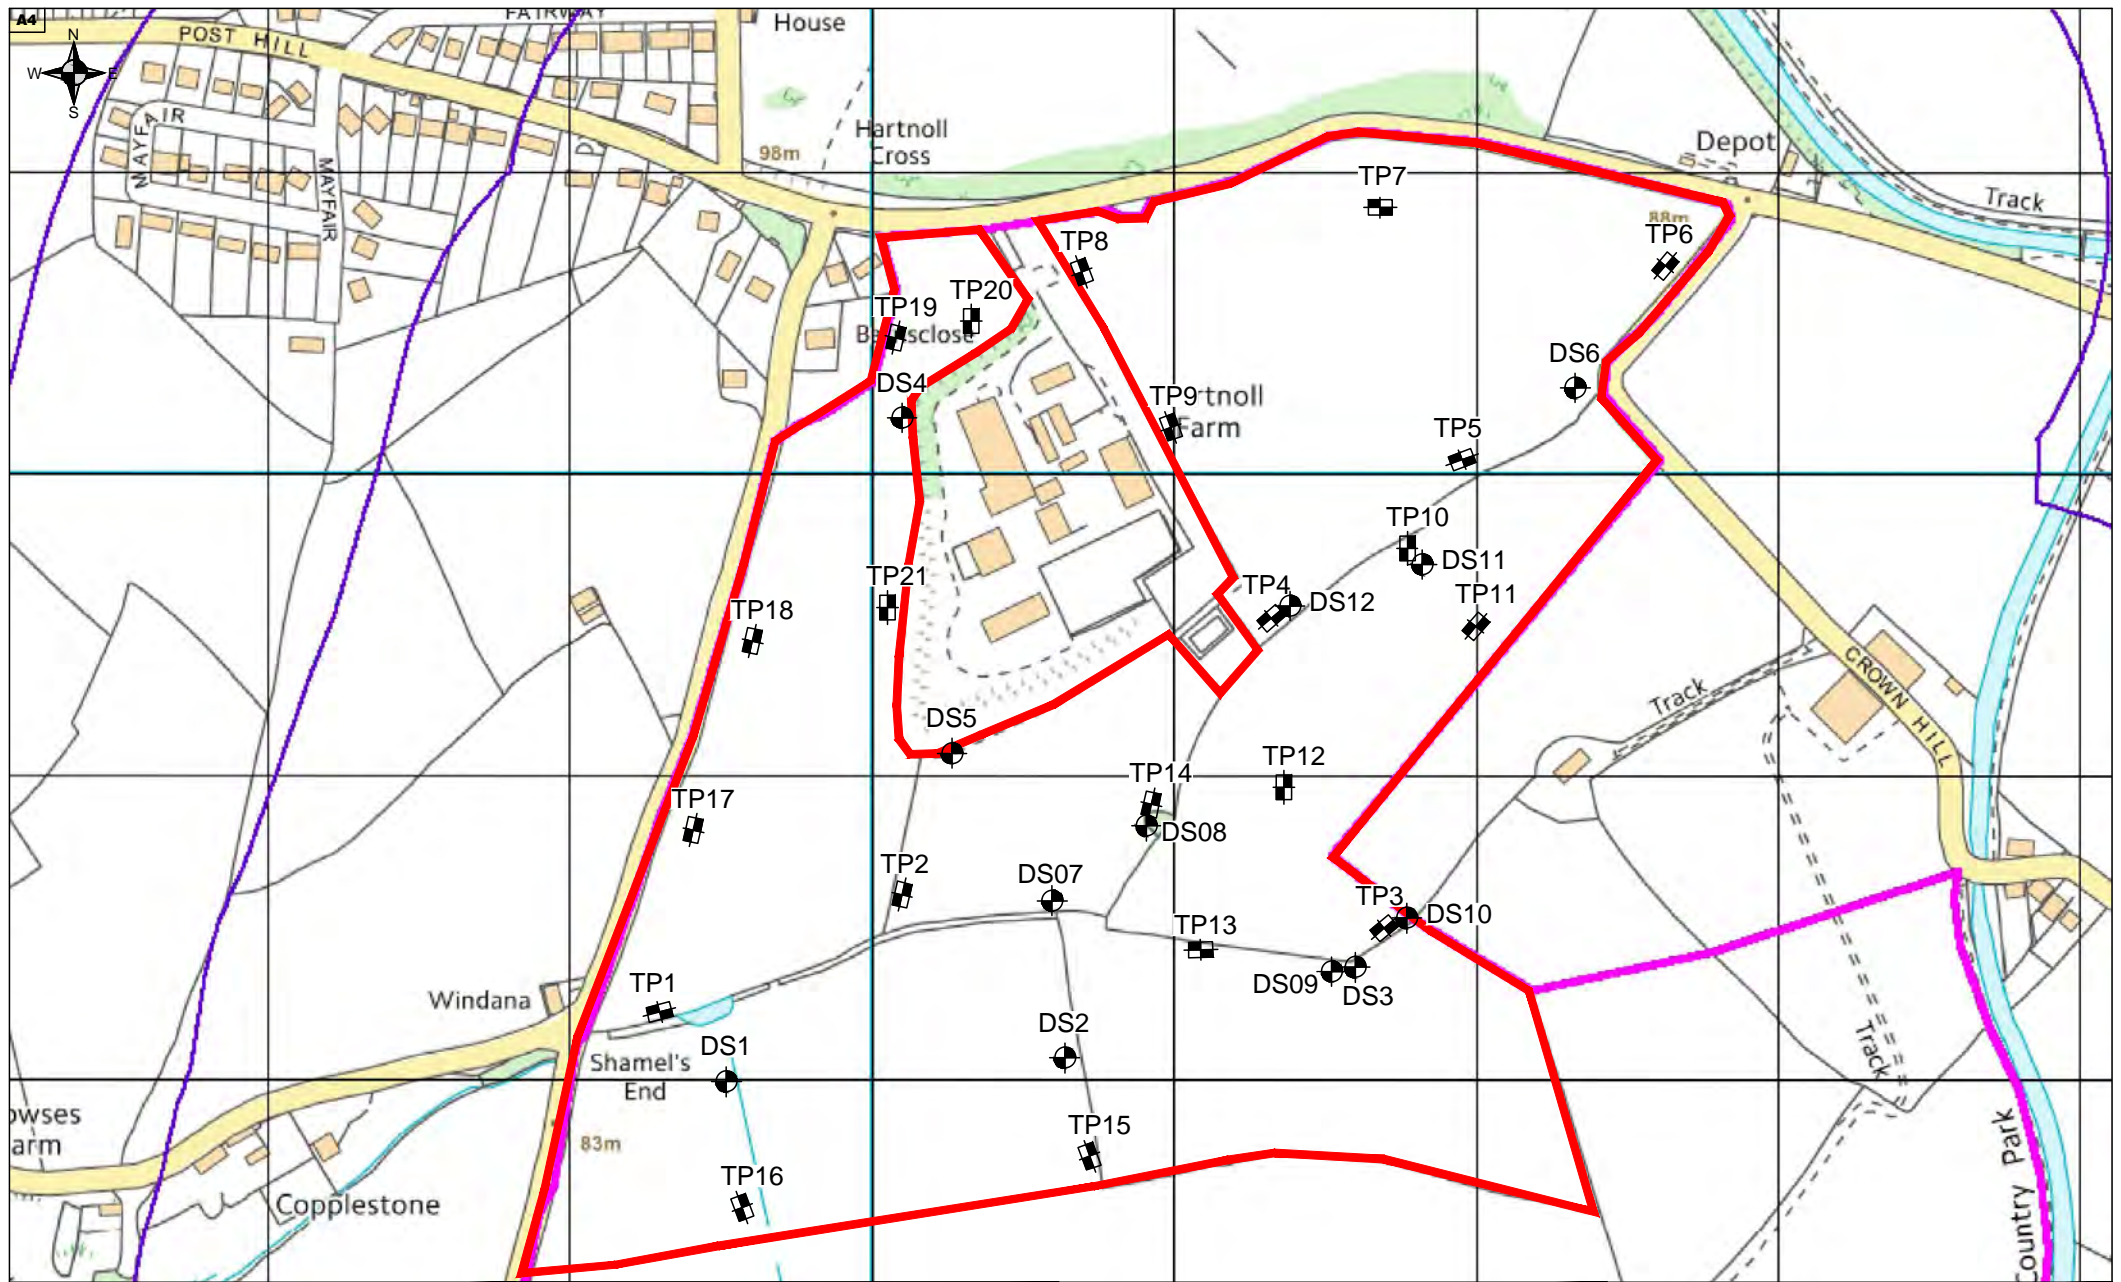 A4
N
W
E
S
POST HILL
FAIRWAY
House
MAYFAIR
MAYFAIR
98m
Hartnoll
Cross
Depot
Track
88m
TP7
TP6
TP8
TP20
TP19
DS4
DS6
TP9
Farm
TP5
TP10
DS11
TP21
TP18
TP4
DS12
TP11
CROWN HILL
Track
DS5
TP12
TP14
DS08
TP17
TP2
DS07
TP3
DS10
TP13
DS09
DS3
Windana
TP1
DS2
DS1
Shamel's
End
Track
83m
TP15
TP16
Copplestone
Country Park